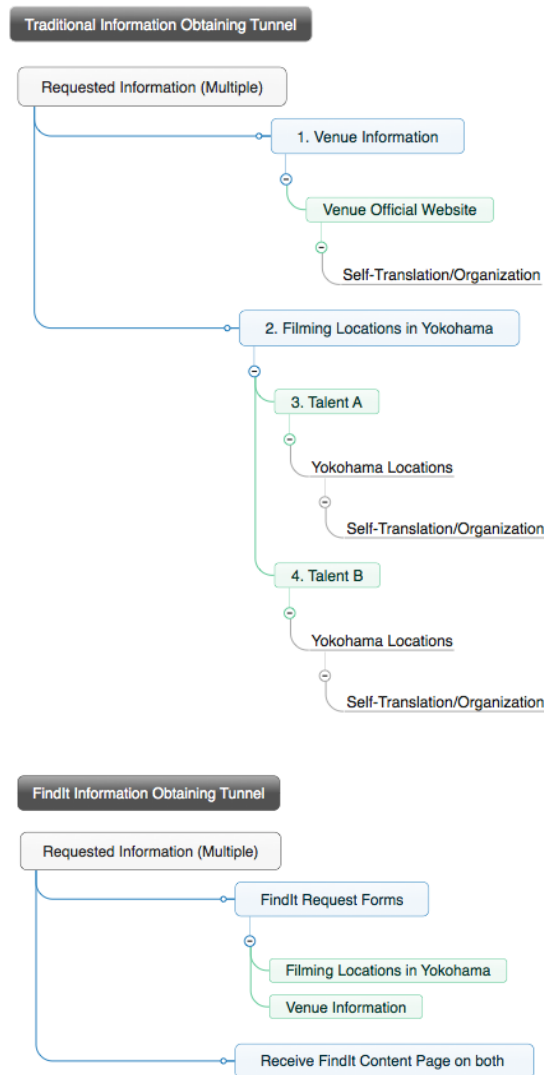 Traditional Information Obtaining Tunnel
Requested Information (Multiple)
1. Venue Information
Venue Official Website
Self-Translation/Organization
2. Filming Locations in Yokohama
3. Talent A
Yokohama Locations
Self-Translation/Organization
4. Talent B
Yokohama Locations
Self-Translation/Organization
FindIt Information Obtaining Tunnel
Requested Information (Multiple)
FindIt Request Forms
Filming Locations in Yokohama
Venue Information
Receive FindIt Content Page on both